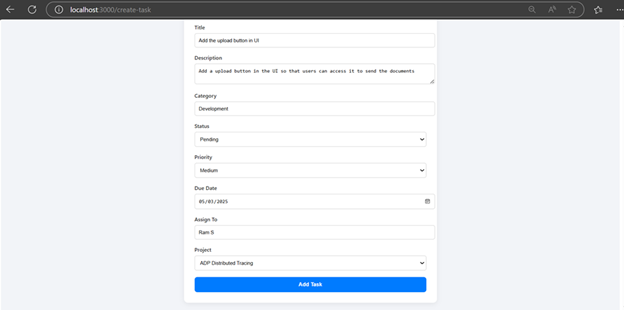 localhost:3000/create-task
Title
Add the upload button in UI
Description
Add a upload button in the UI so that users can access it to send the documents
Category
Development
Status
Pending
Priority
Medium
Due Date
05/02/2025
Assign To
Ram S
Project
ADP Distributed Tracing
Add Task